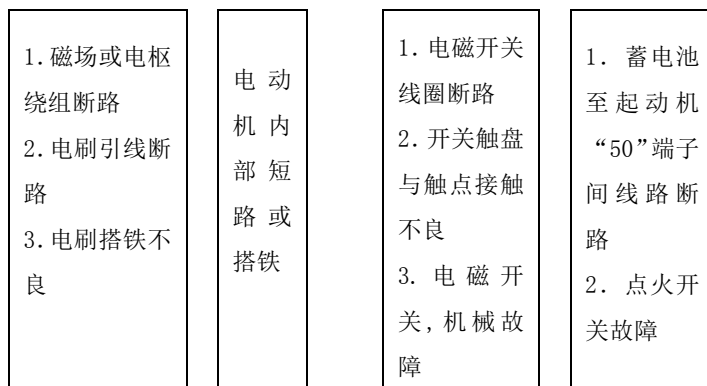 1.磁场或电枢
绕组断路
2.电刷引线断
路
3.电刷搭铁不
良
电动
机内
部短
路或
搭铁
1.电磁开关
线圈断路
2.开关触盘
与触点接触
不良
3.电磁开
关,机械故
障
1. 蓄电池
至起动机
“50”端子
间线路断
路
2. 点火开
关故障